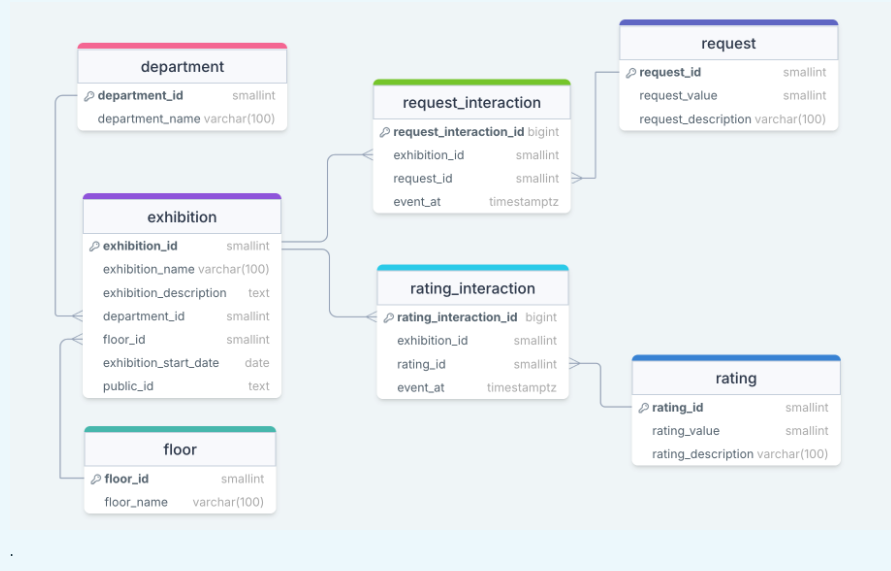 department
department_id smallint
department_name varchar(100)
exhibition
exhibition_id smallint
exhibition_name varchar(100)
exhibition_description text
department_id smallint
floor_id smallint
exhibition_start_date date
public_id text
floor
floor_id smallint
floor_name varchar(100)
request_interaction
request_interaction_id bigint
exhibition_id smallint
request_id smallint
event_at timestamptz
rating_interaction
rating_interaction_id bigint
exhibition_id smallint
rating_id smallint
event_at timestamptz
request
request_id smallint
request_value smallint
request_description varchar(100)
rating
rating_id smallint
rating_value smallint
rating_description varchar(100)
.